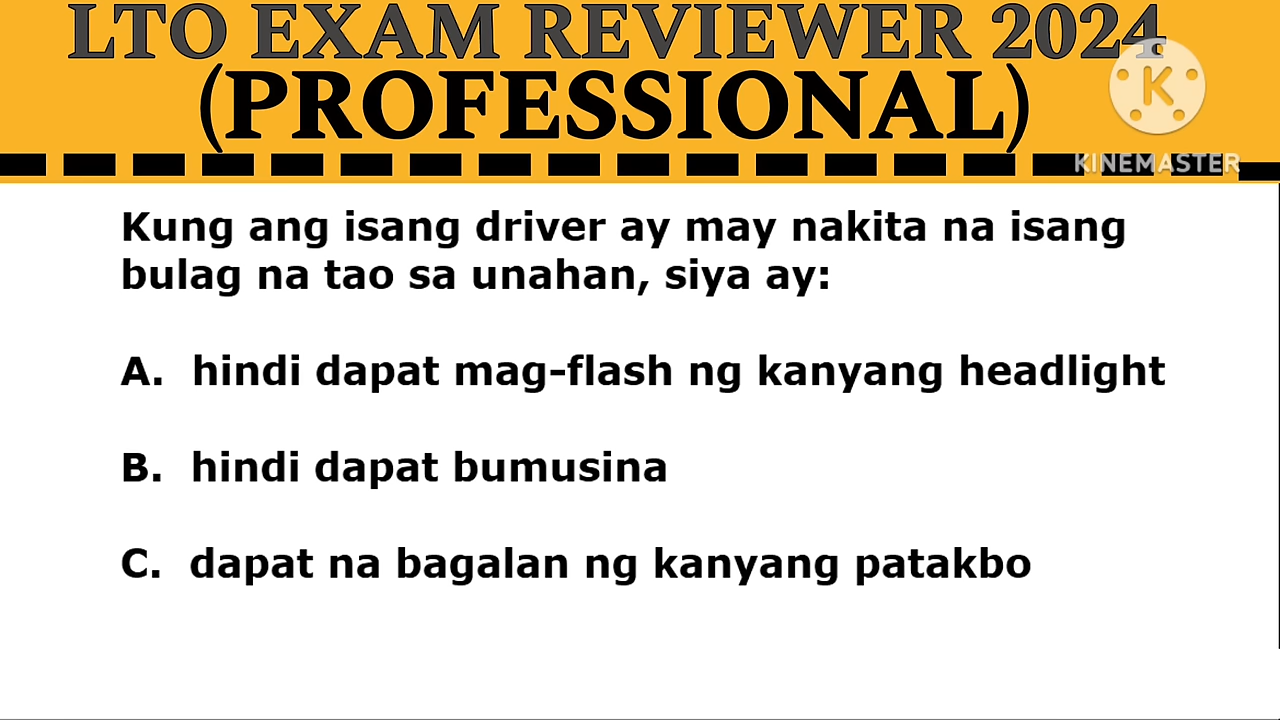 LTO EXAM REVIEWER 2024
(PROFESSIONAL)
K
KINEMASTER
Kung ang isang driver ay may nakita na isang
bulag na tao sa unahan, siya ay:
A. hindi dapat mag-flash ng kanyang headlight
B. hindi dapat bumusina
C. dapat na bagalan ng kanyang patakbo